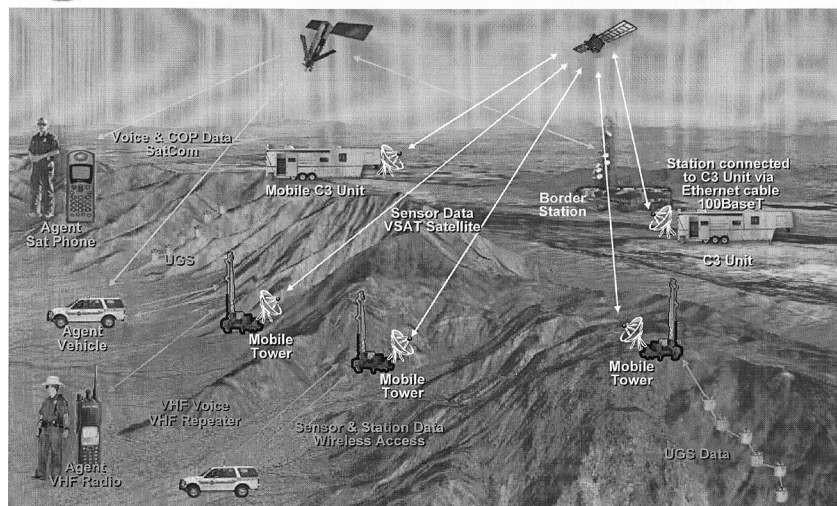 Voice & COP Data
SatCom
Agent
Sat Phone
Mobile C3 Unit
Sensor Data
VSAT Satellite
Border
Station
Station connected
to C3 Unit via
Ethernet cable
100BaseT
C3 Unit
UGS
Agent
Vehicle
Mobile
Tower
Mobile
Tower
Mobile
Tower
VHF Voice
VHF Repeater
Sensor & Station Data
Wireless Access
UGS Data
Agent
VHF Radio